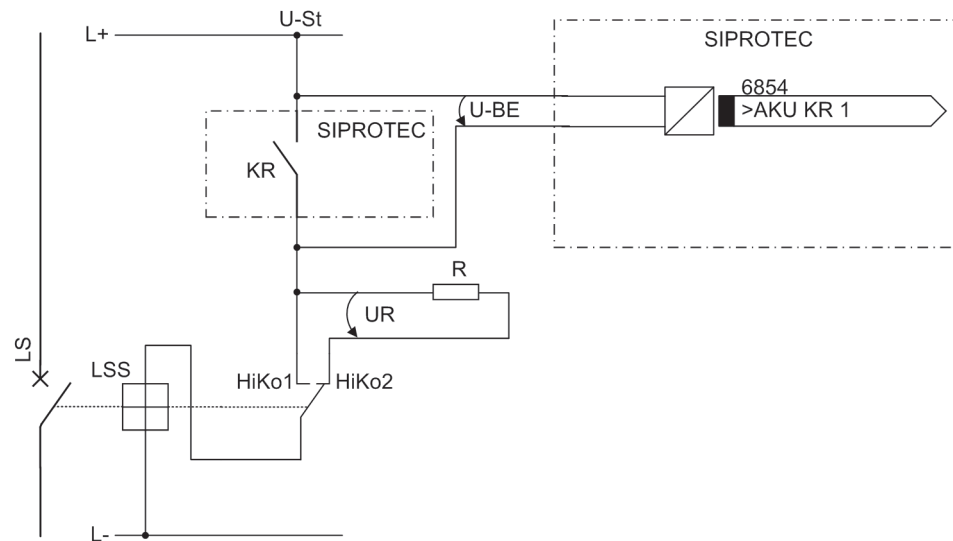 U-St
L+
SIPROTEC
6854
U-BE
>AKU KR 1
SIPROTEC
KR
R
UR
LS
LSS
HiKo1
HiKo2
L-